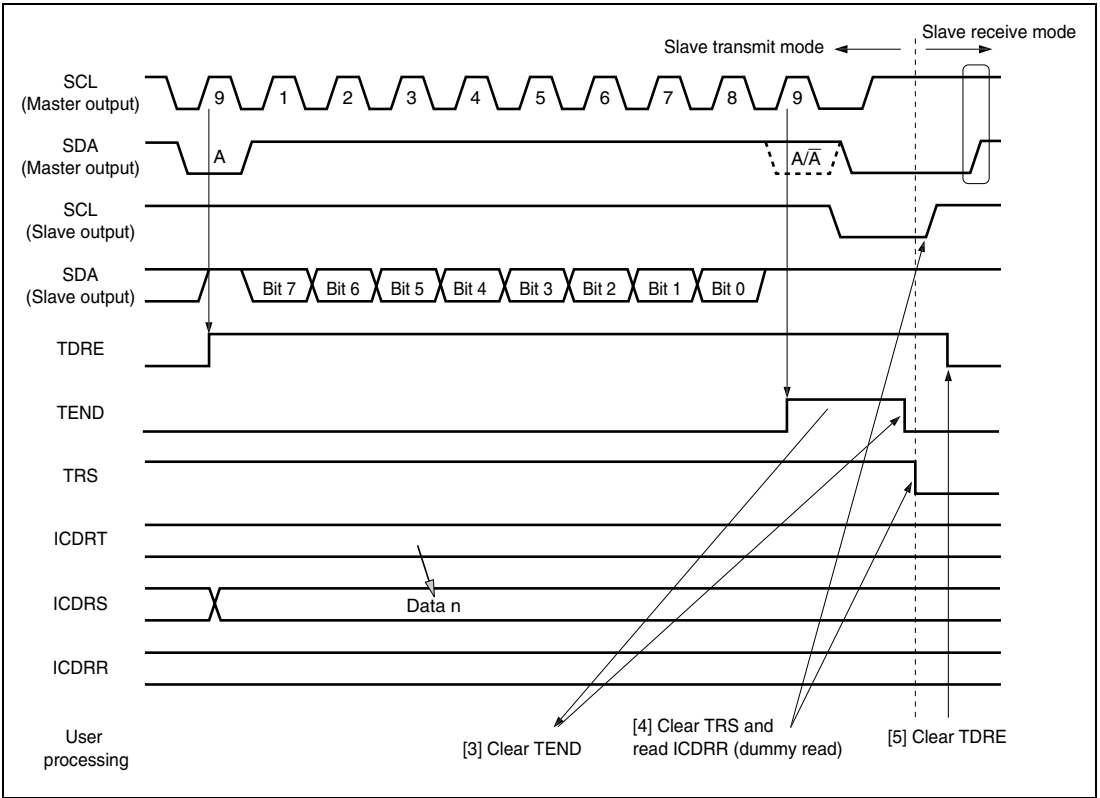 Slave transmit mode
Slave receive mode
SCL
(Master output)
9 1 2 3 4 5 6 7 8 9
SDA
(Master output)
A
A/A̅
SCL
(Slave output)
SDA
(Slave output)
Bit 7 Bit 6 Bit 5 Bit 4 Bit 3 Bit 2 Bit 1 Bit 0
TDRE
TEND
TRS
ICDRT
ICDRS
Data n
ICDRR
User
processing
[3] Clear TEND
[4] Clear TRS and
read ICDRR (dummy read)
[5] Clear TDRE